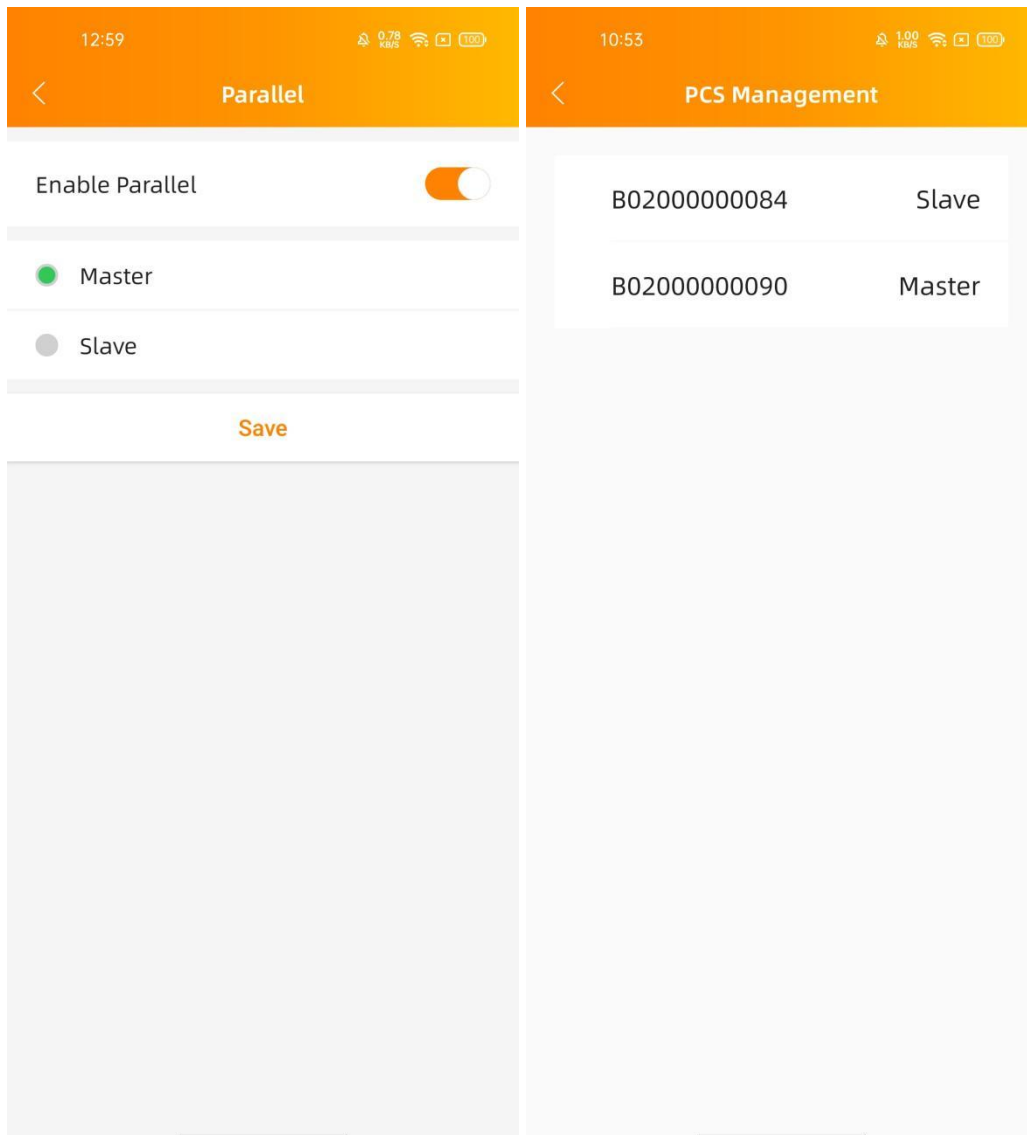 12:59
0.78 KB/S
100
Parallel
Enable Parallel
Master
Slave
Save
10:53
1.00 KB/S
100
PCS Management
B02000000084 Slave
B02000000090 Master